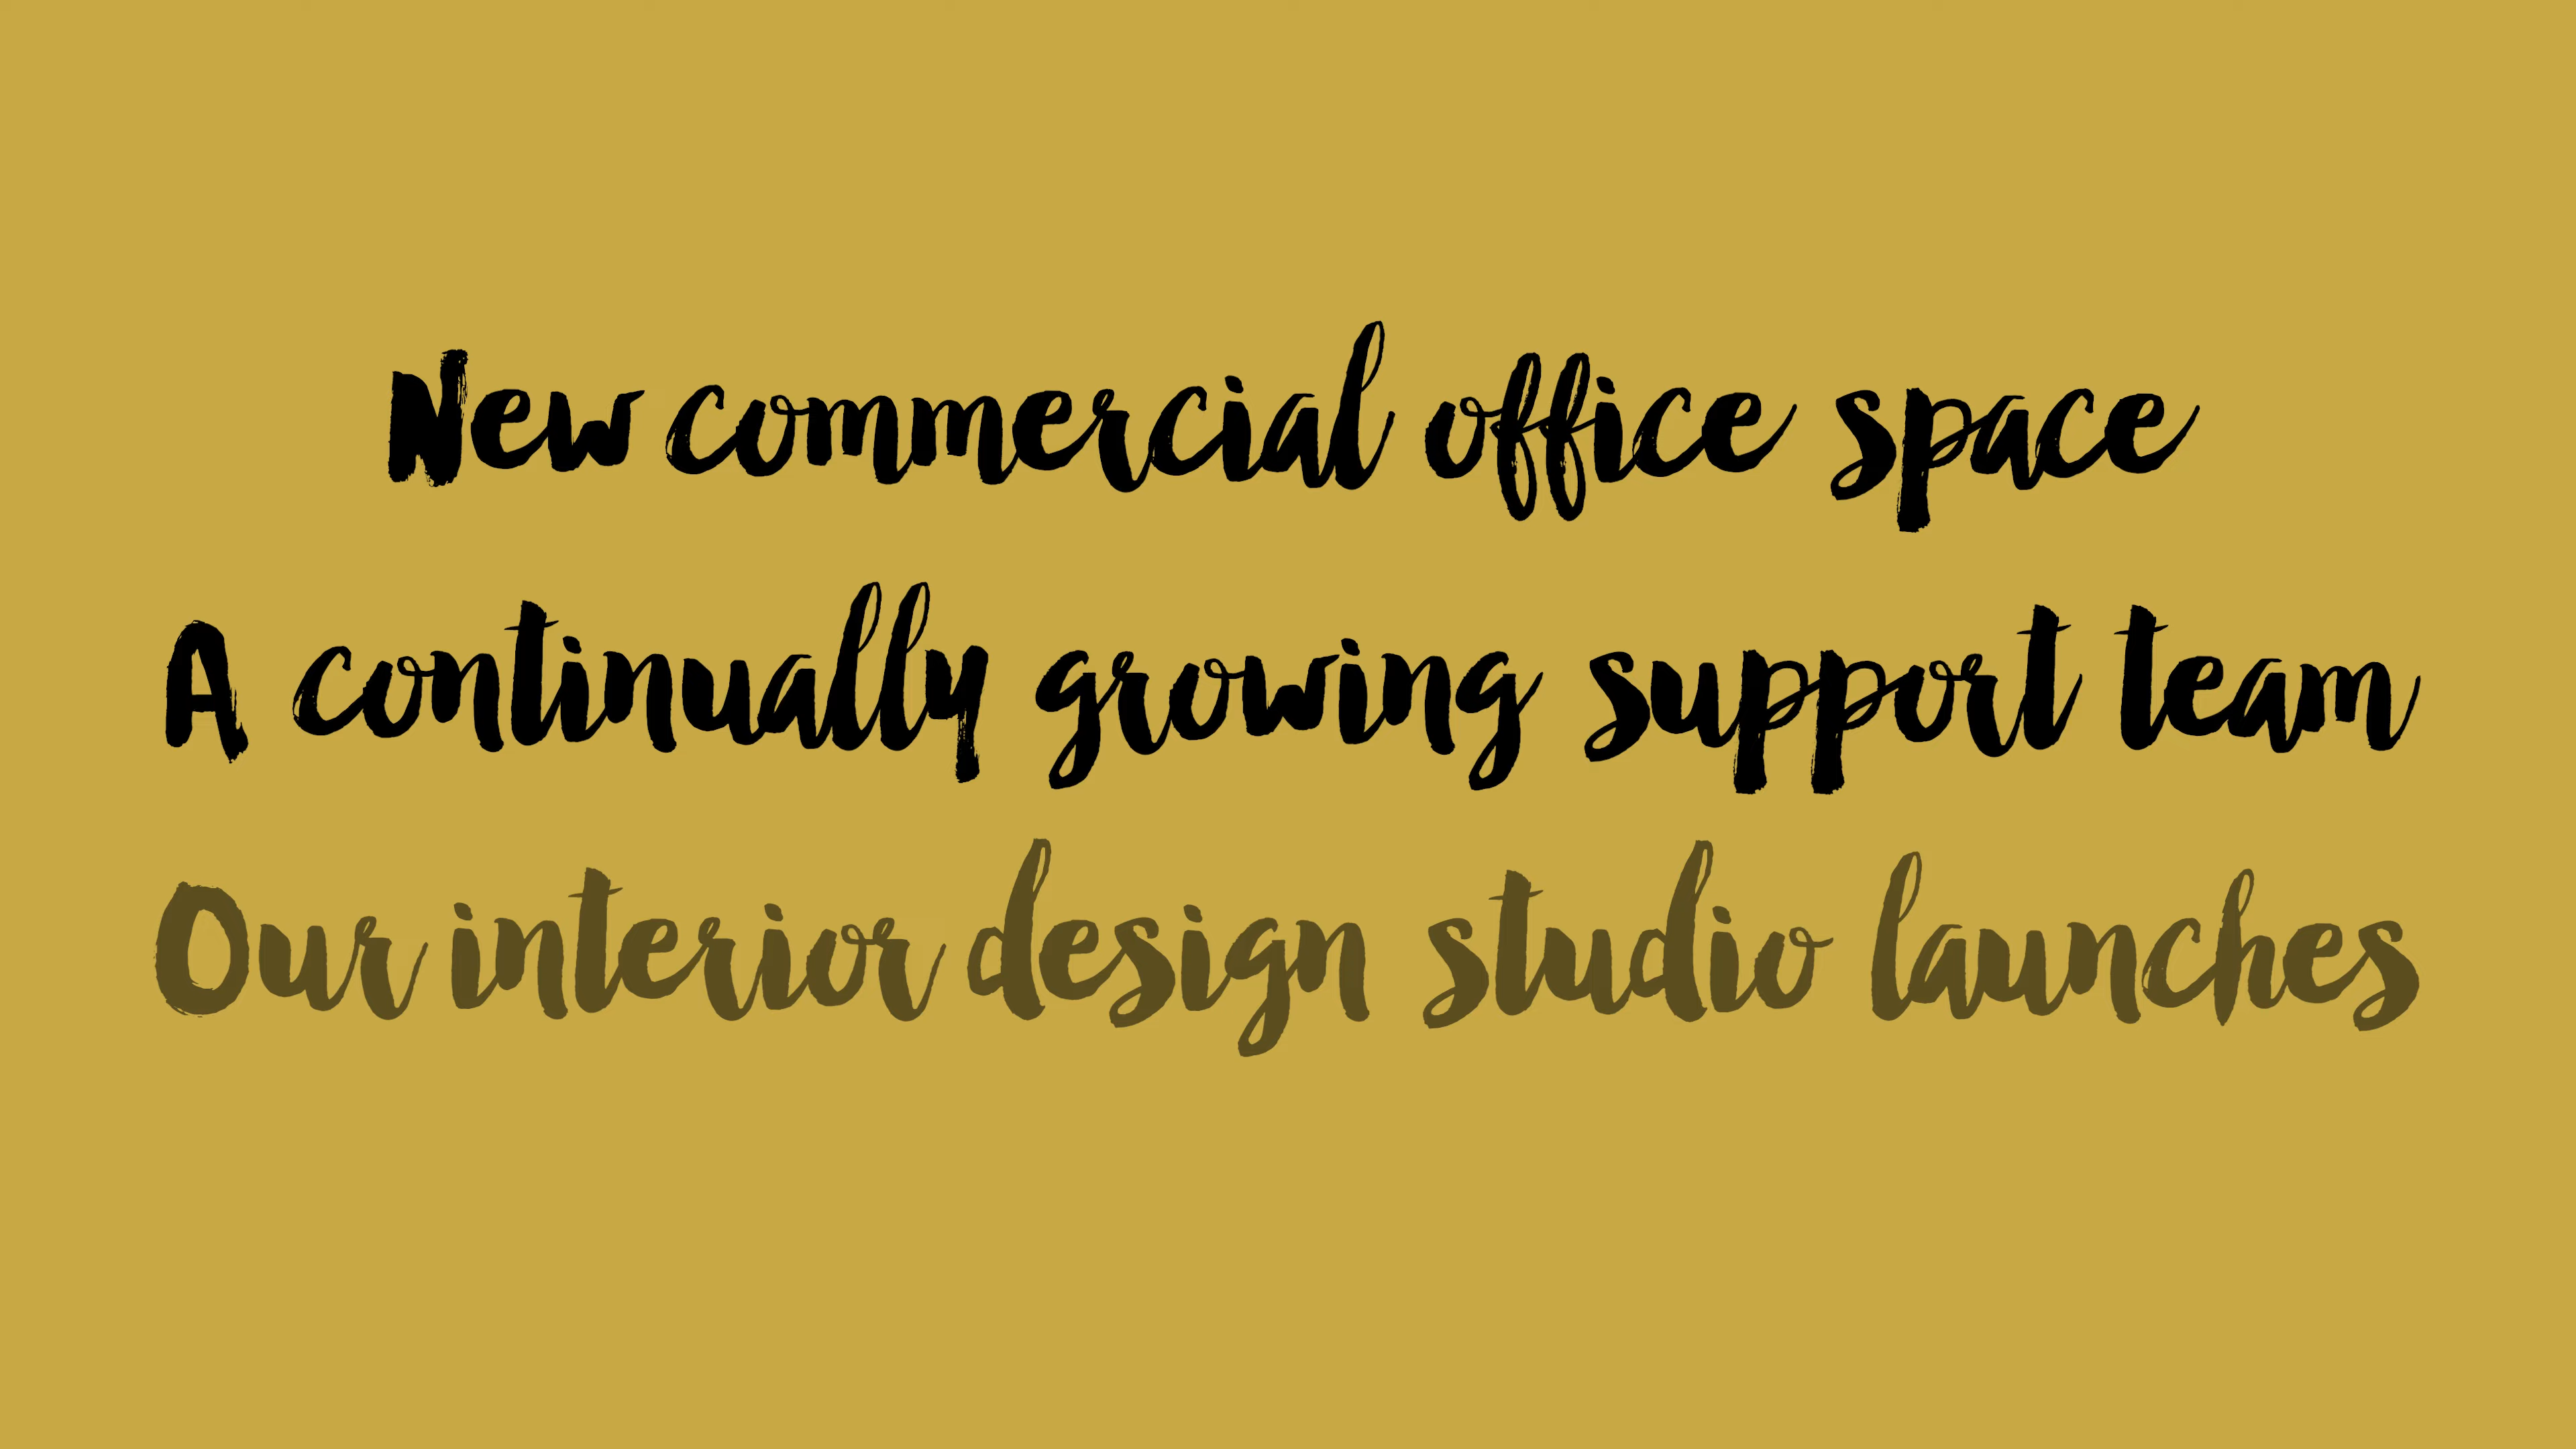 New commercial office space
A continually growing support team
Our interior design studio launches